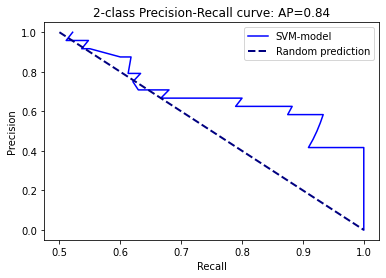 2-class Precision-Recall curve: AP=0.84
SVM-model
Random prediction
Precision
1.0
0.8
0.6
0.4
0.2
0.0
0.5 0.6 0.7 0.8 0.9 1.0
Recall